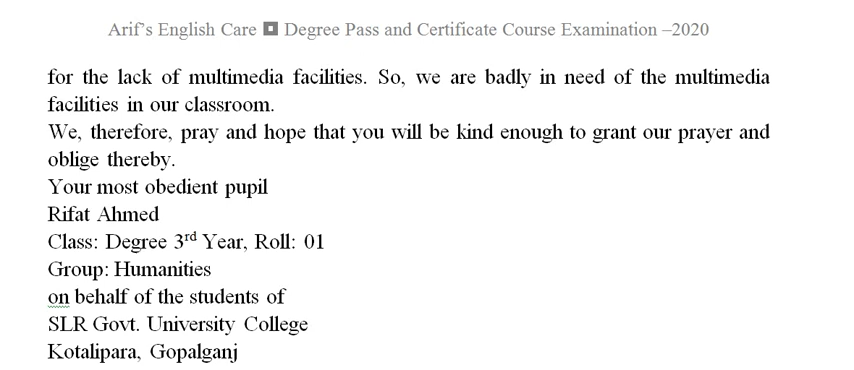 Arif's English Care ◘ Degree Pass and Certificate Course Examination –2020
for the lack of multimedia facilities. So, we are badly in need of the multimedia
facilities in our classroom.
We, therefore, pray and hope that you will be kind enough to grant our prayer and
oblige thereby.
Your most obedient pupil
Rifat Ahmed
Class: Degree 3rd Year, Roll: 01
Group: Humanities
on behalf of the students of
SLR Govt. University College
Kotalipara, Gopalganj